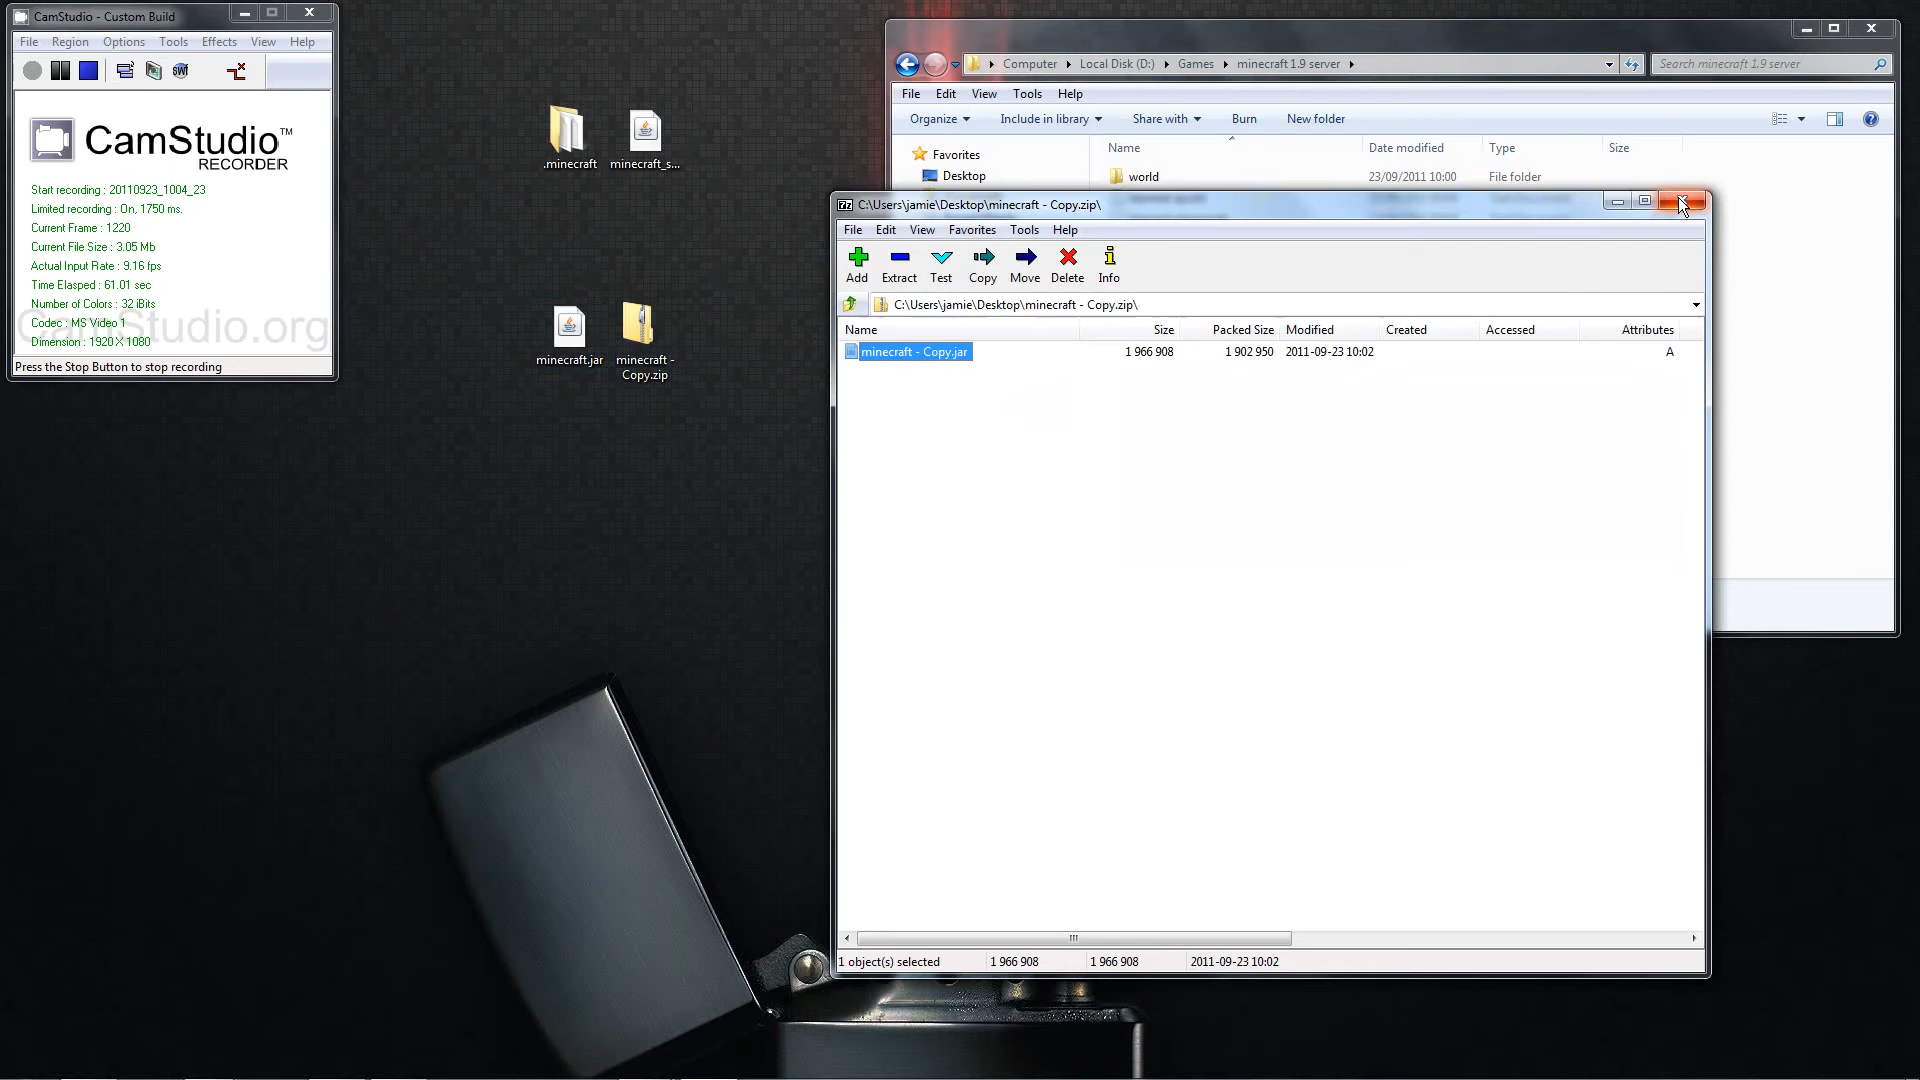 CamStudio - Custom Build
File Region Options Tools Effects View Help
SWf
CamStudio™
RECORDER
Start recording : 20110923_1004_23
Limited recording : On, 1750 ms.
Current Frame : 1220
Current File Size : 3.05 Mb
Actual Input Rate : 9.16 fps
Time Elasped : 61.01 sec
Number of Colors : 32 iBits
Codec : MS Video 1
Dimension : 1920 X 1080
CamStudio.org
Press the Stop Button to stop recording
.minecraft
minecraft_s...
minecraft.jar
minecraft -
Copy.zip
Computer Local Disk (D:) Games minecraft 1.9 server
Search minecraft 1.9 server
File Edit View Tools Help
Organize Include in library Share with Burn New folder
Favorites
Desktop
Name Date modified Type Size
world 23/09/2011 10:00 File folder
7z C:\Users\jamie\Desktop\minecraft - Copy.zip\
File Edit View Favorites Tools Help
Add Extract Test Copy Move Delete Info
C:\Users\jamie\Desktop\minecraft - Copy.zip\
Name Size Packed Size Modified Created Accessed Attributes
minecraft - Copy.jar 1 966 908 1 902 950 2011-09-23 10:02 A
1 object(s) selected 1 966 908 1 966 908 2011-09-23 10:02